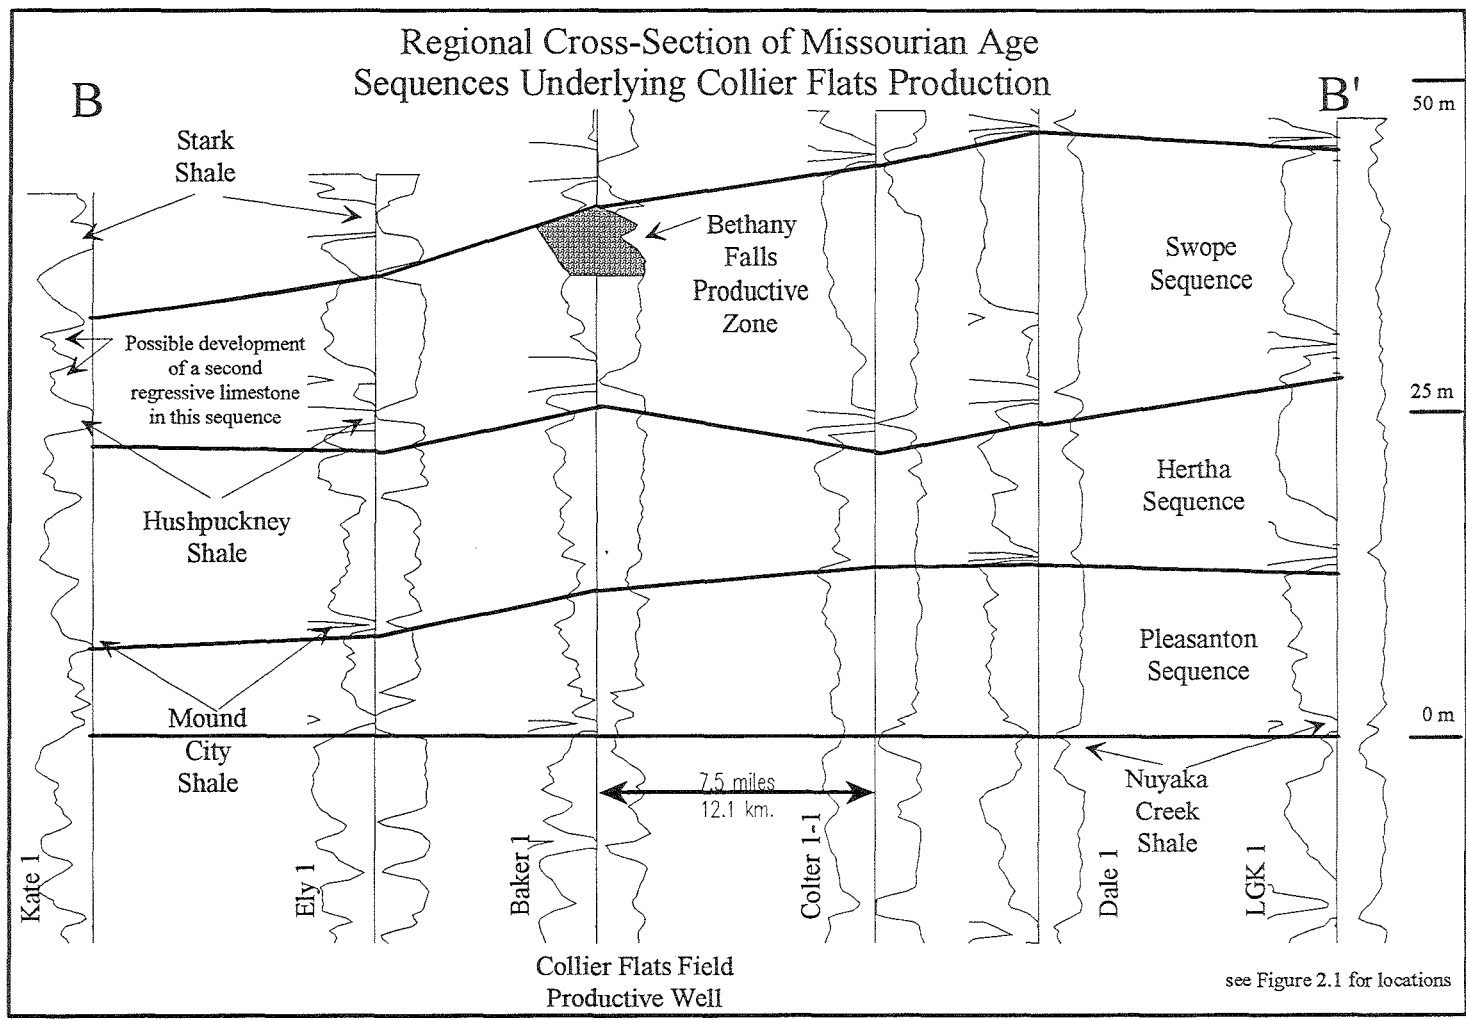 Regional Cross-Section of Missourian Age
Sequences Underlying Collier Flats Production
B
B'
50 m
Stark
Shale
Bethany
Falls
Productive
Zone
Swope
Sequence
Possible development
of a second
regressive limestone
in this sequence
25 m
Hertha
Sequence
Hushpuckney
Shale
Pleasanton
Sequence
Mound
City
Shale
0 m
7.5 miles
12.1 km.
Nuyaka
Creek
Shale
Kate 1
Ely 1
Baker 1
Colter 1-1
Dale 1
LGK 1
Collier Flats Field
Productive Well
see Figure 2.1 for locations